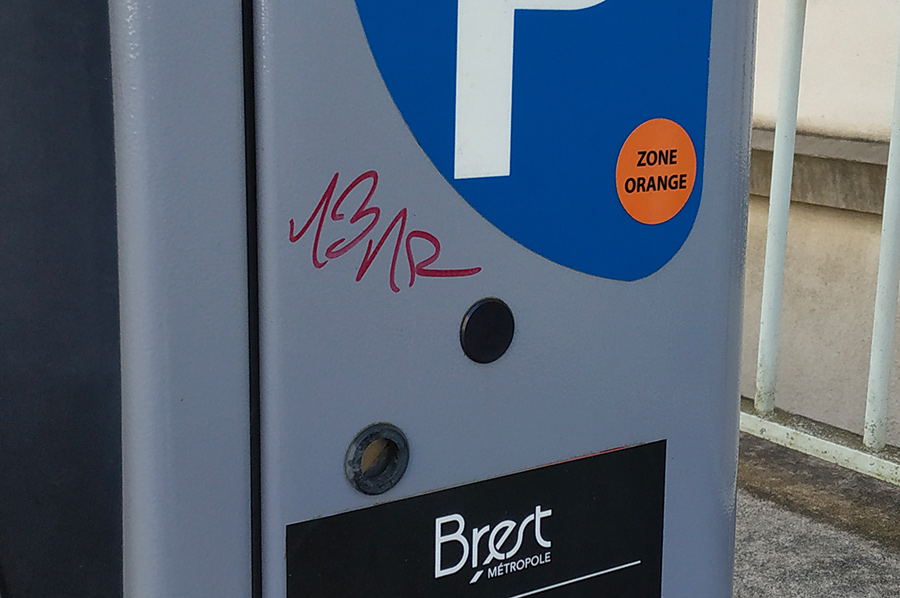 P
ZONE
ORANGE
13NR
Brest
MÉTROPOLE